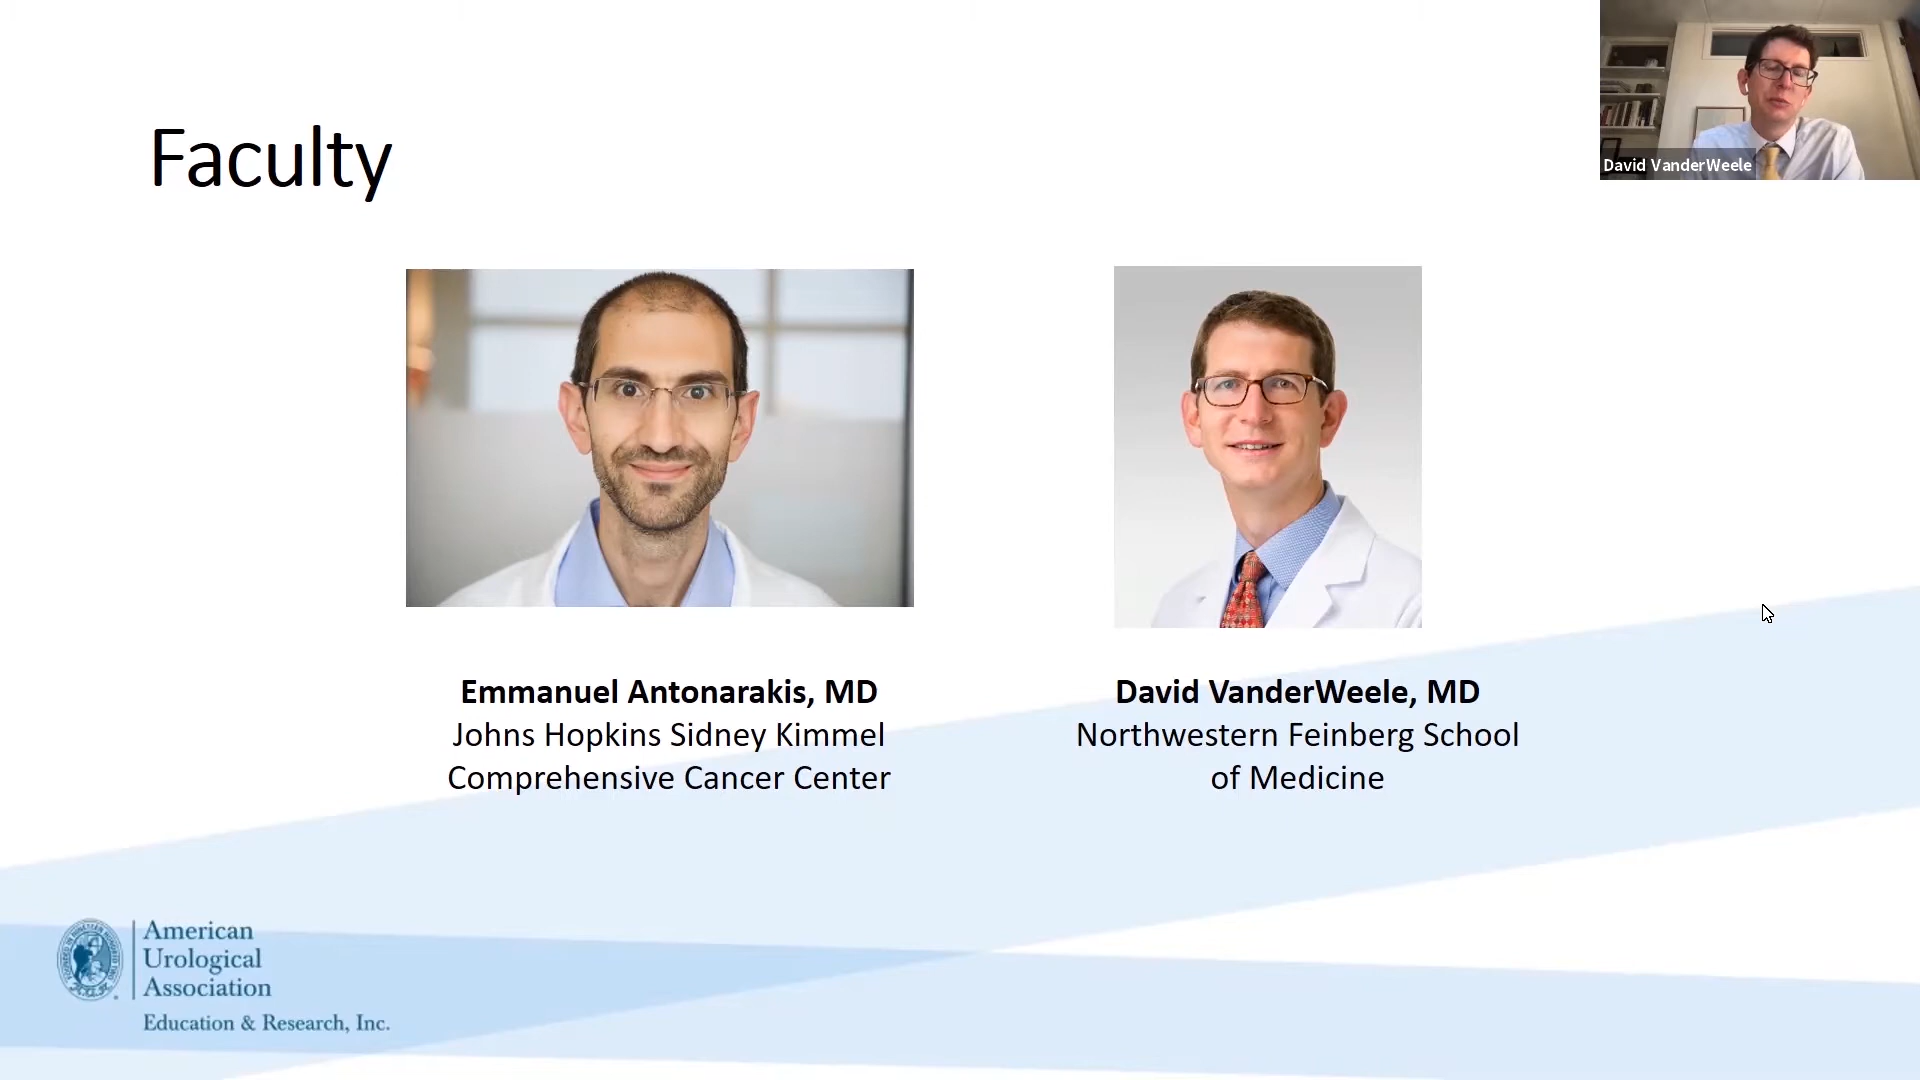 Faculty
David VanderWeele
Emmanuel Antonarakis, MD
Johns Hopkins Sidney Kimmel
Comprehensive Cancer Center
David VanderWeele, MD
Northwestern Feinberg School
of Medicine
American
Urological
Association
Education & Research, Inc.